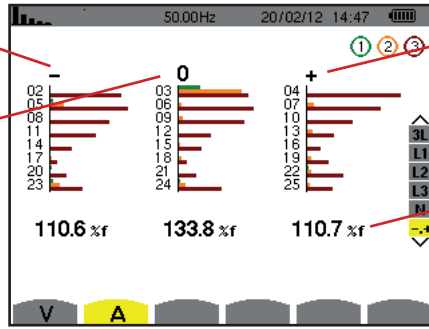 50.00Hz 20/02/12 14:47
1 2 3
– 0 +
02 03 04
05 06 07
08 09 10
11 12 13
14 15 16
17 18 19
20 21 22
23 24 25
3L
L1
L2
L3
N
-.+
110.6 %f 133.8 %f 110.7 %f
V A